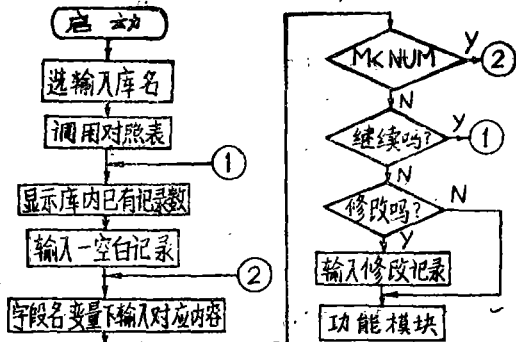 启动
选输入库名
调用对照表
①
显示库内已有记录数
输入一空白记录
②
字段名变量下输入对应内容
M<NUM
Y
②
N
继续吗?
Y
①
N
修改吗?
N
Y
输入修改记录
功能模块